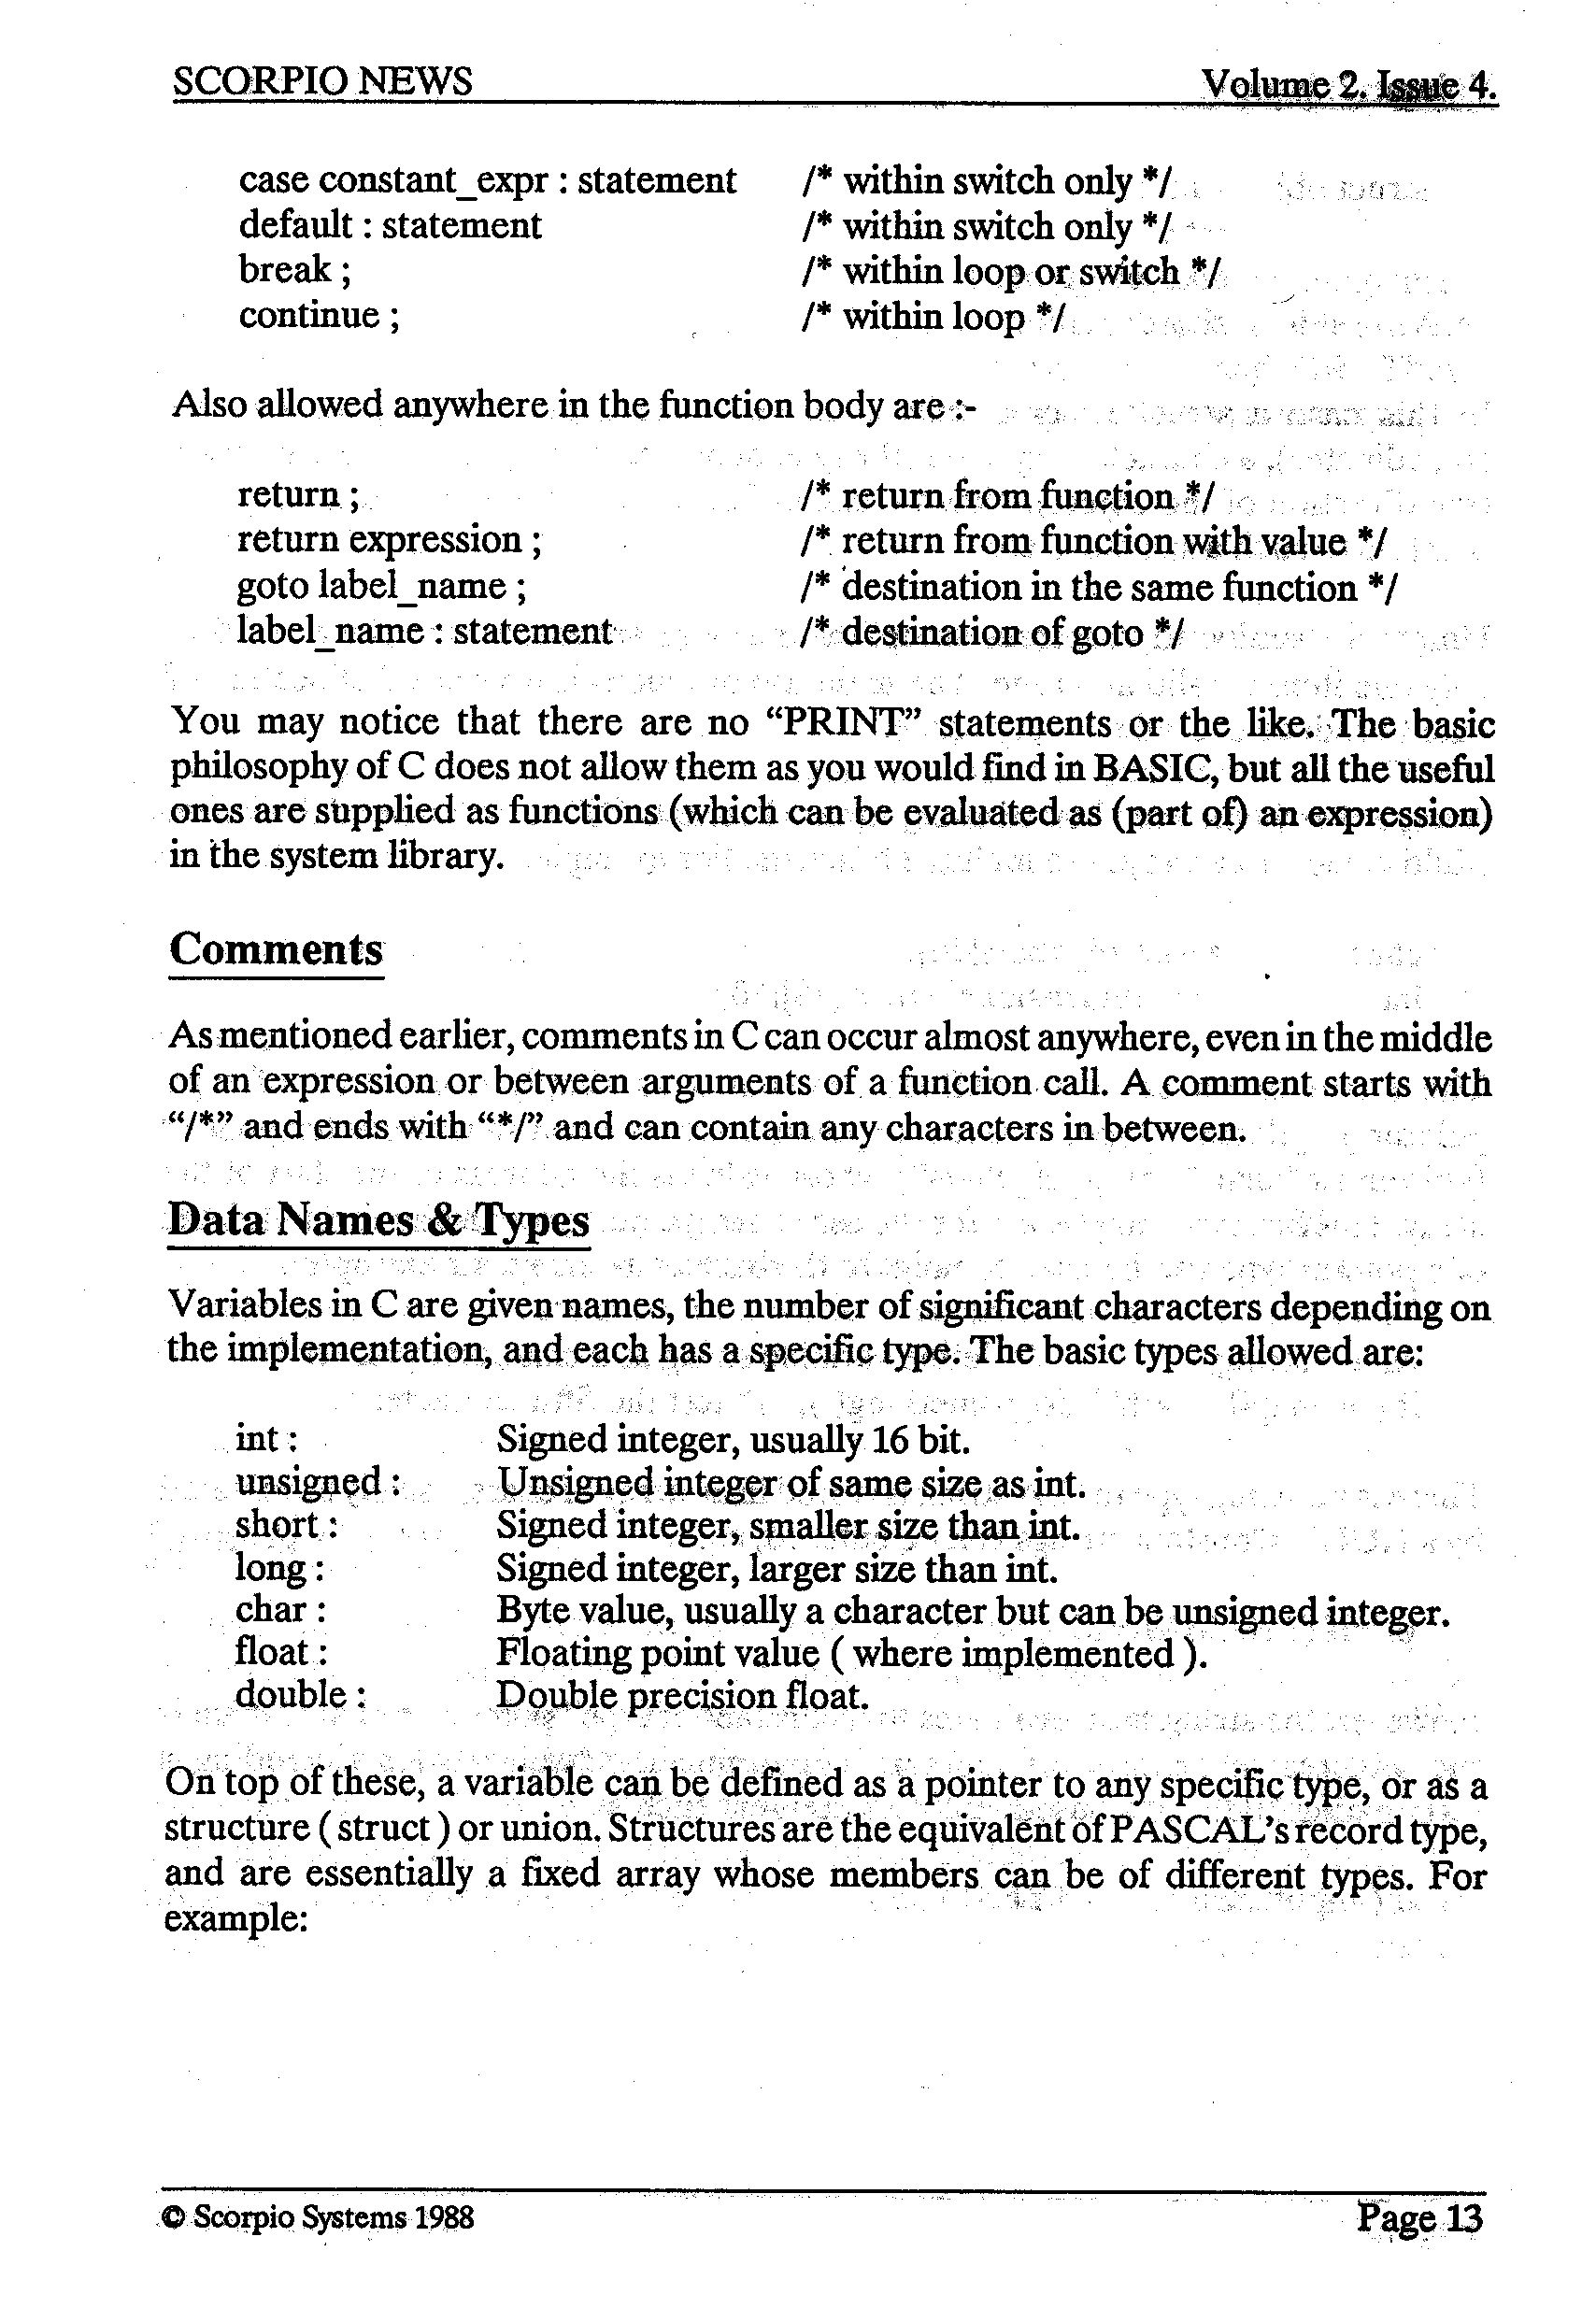 SCORPIO NEWS Volume 2. Issue 4.
case constant_expr : statement /* within switch only */
default : statement /* within switch only */
break ; /* within loop or switch */
continue ; /* within loop */
Also allowed anywhere in the function body are :-
return ; /* return from function */
return expression ; /* return from function with value */
goto label_name ; /* destination in the same function */
label_name : statement /* destination of goto */
You may notice that there are no “PRINT” statements or the like. The basic
philosophy of C does not allow them as you would find in BASIC, but all the useful
ones are supplied as functions (which can be evaluated as (part of) an expression)
in the system library.
Comments
As mentioned earlier, comments in C can occur almost anywhere, even in the middle
of an expression or between arguments of a function call. A comment starts with
“/*” and ends with “*/” and can contain any characters in between.
Data Names & Types
Variables in C are given names, the number of significant characters depending on
the implementation, and each has a specific type. The basic types allowed are:
int : Signed integer, usually 16 bit.
unsigned : Unsigned integer of same size as int.
short : Signed integer, smaller size than int.
long : Signed integer, larger size than int.
char : Byte value, usually a character but can be unsigned integer.
float : Floating point value ( where implemented ).
double : Double precision float.
On top of these, a variable can be defined as a pointer to any specific type, or as a
structure ( struct ) or union. Structures are the equivalent of PASCAL’s record type,
and are essentially a fixed array whose members can be of different types. For
example:
© Scorpio Systems 1988 Page 13